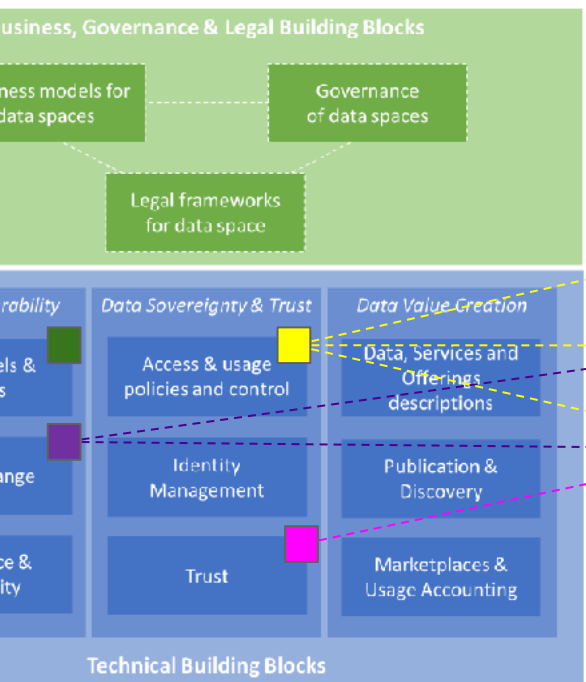 usiness, Governance & Legal Building Blocks
ness models for
data spaces
Governance
of data spaces
Legal frameworks
for data space
rability
Data Sovereignty & Trust
Data Value Creation
els &
s
Access & usage
policies and control
Data, Services and
Offerings
descriptions
ange
Identity
Management
Publication &
Discovery
ce &
ity
Trust
Marketplaces &
Usage Accounting
Technical Building Blocks